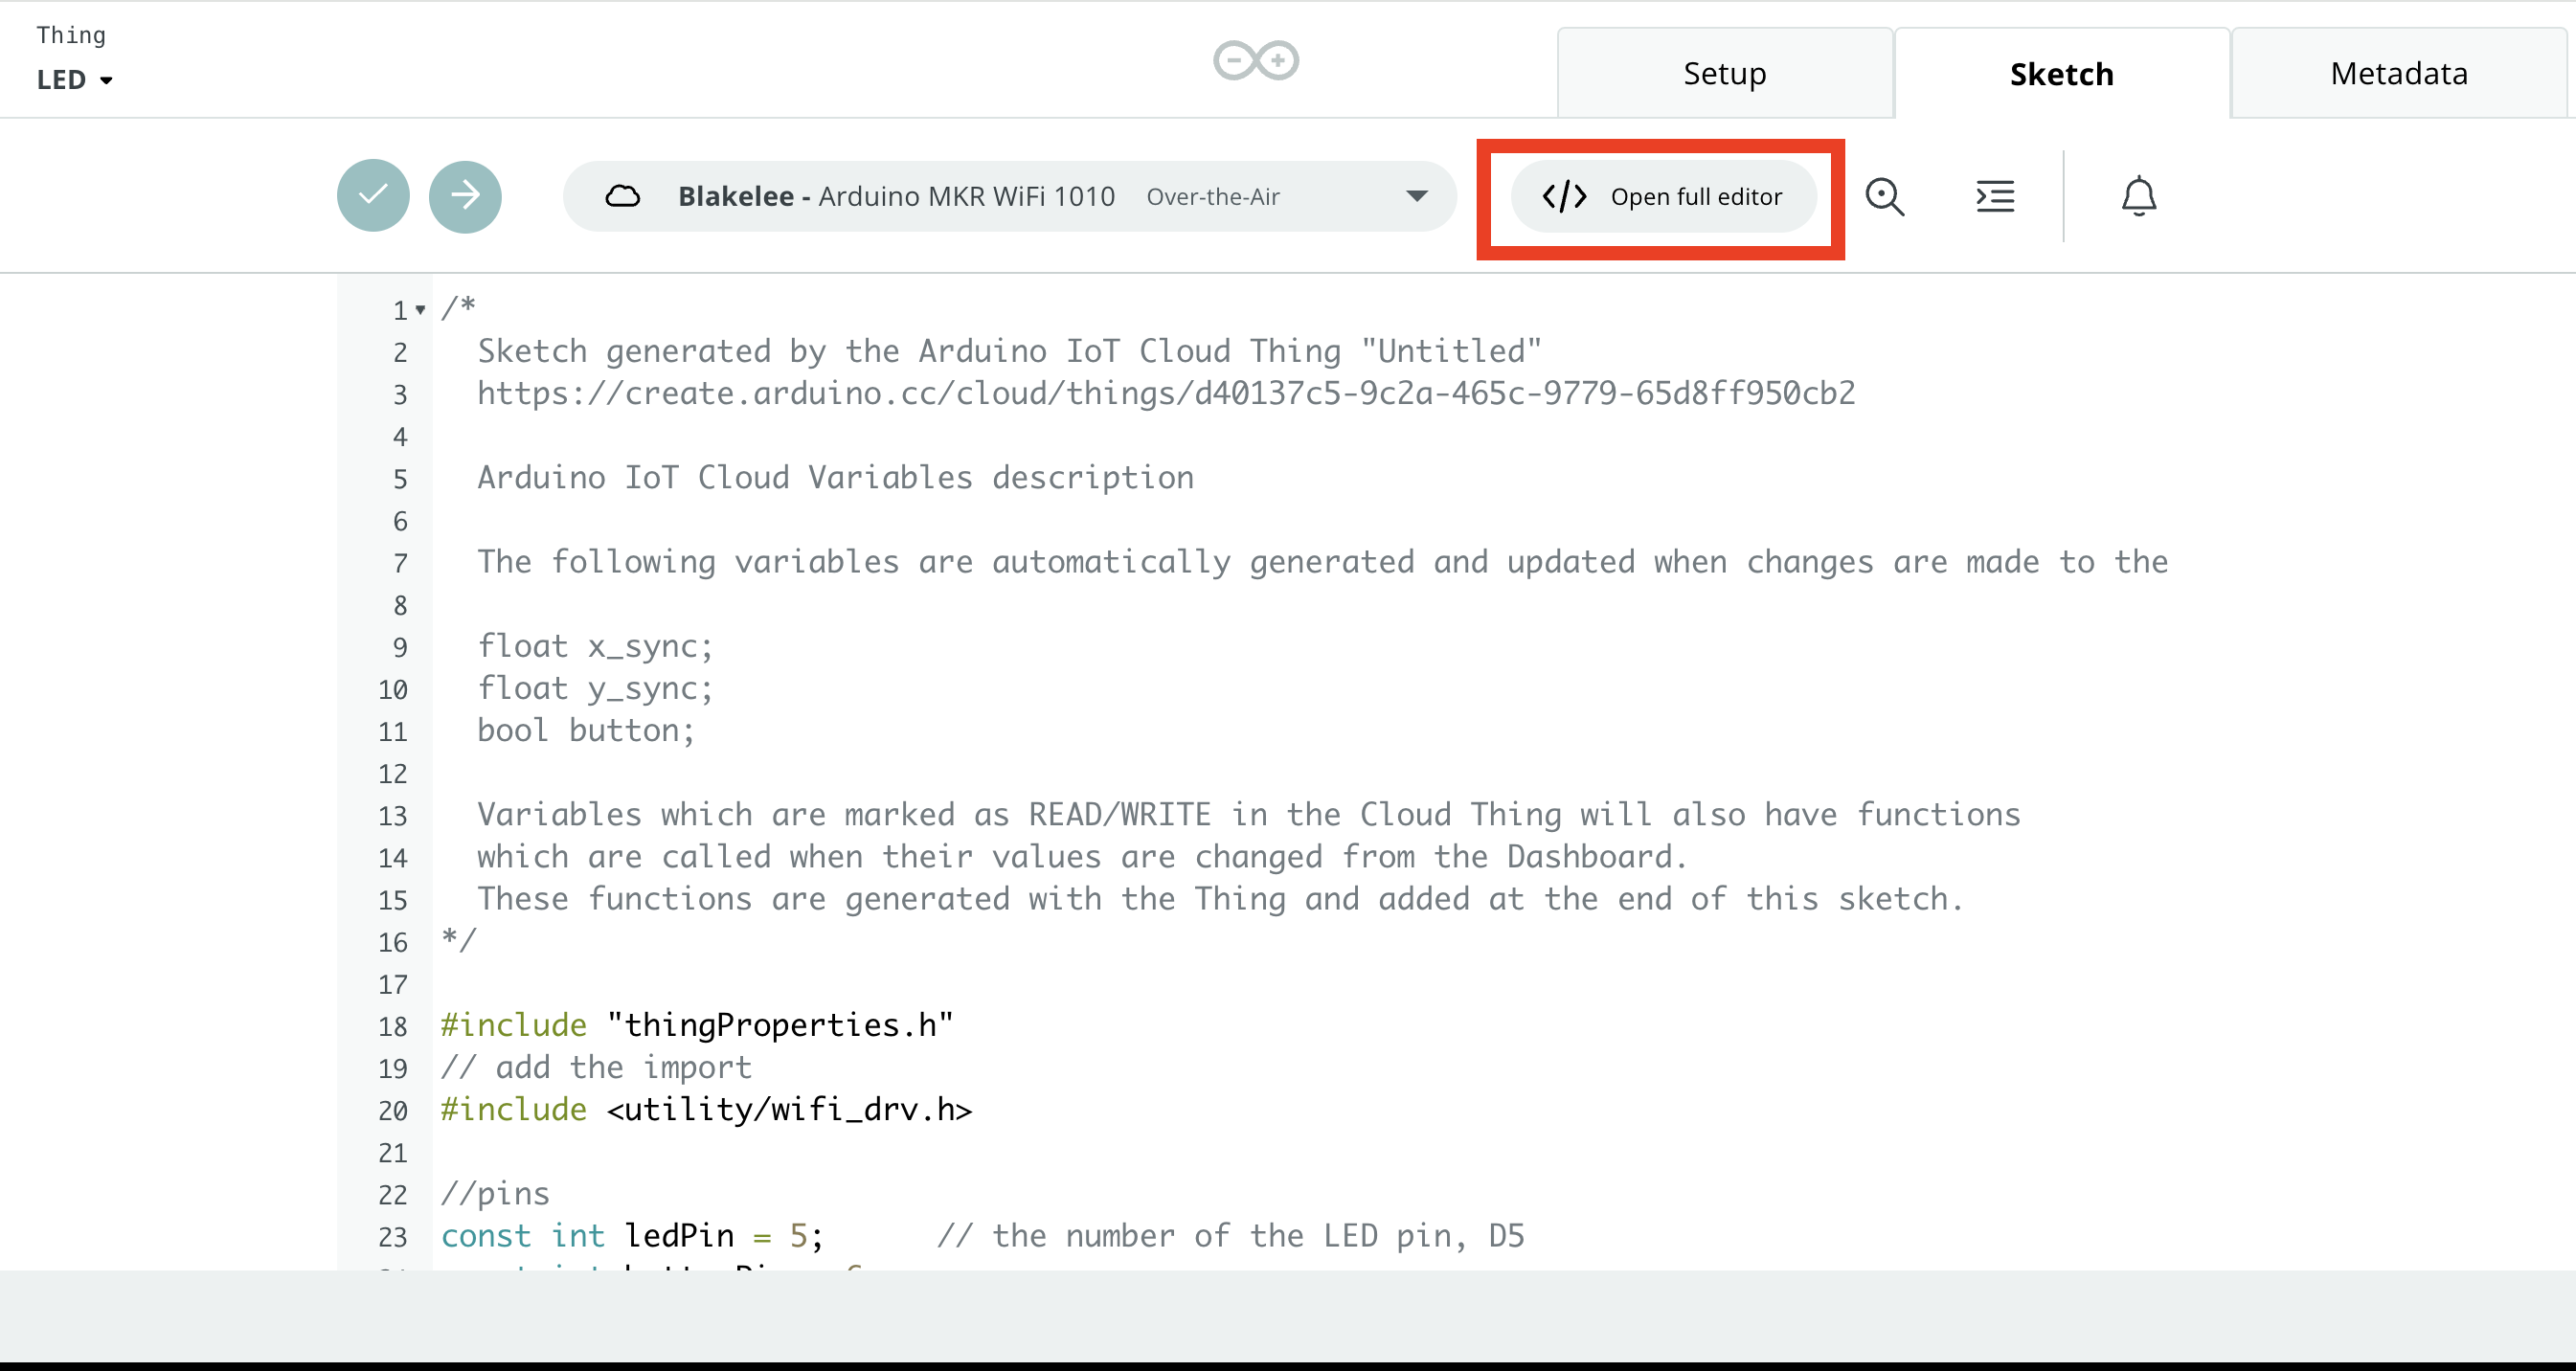 Thing
LED
Setup
Sketch
Metadata
Blakelee - Arduino MKR WiFi 1010 Over-the-Air
</> Open full editor
1 /*
2 Sketch generated by the Arduino IoT Cloud Thing "Untitled"
3 https://create.arduino.cc/cloud/things/d40137c5-9c2a-465c-9779-65d8ff950cb2
4
5 Arduino IoT Cloud Variables description
6
7 The following variables are automatically generated and updated when changes are made to the
8
9 float x_sync;
10 float y_sync;
11 bool button;
12
13 Variables which are marked as READ/WRITE in the Cloud Thing will also have functions
14 which are called when their values are changed from the Dashboard.
15 These functions are generated with the Thing and added at the end of this sketch.
16 */
17
18 #include "thingProperties.h"
19 // add the import
20 #include <utility/wifi_drv.h>
21
22 //pins
23 const int ledPin = 5; // the number of the LED pin, D5